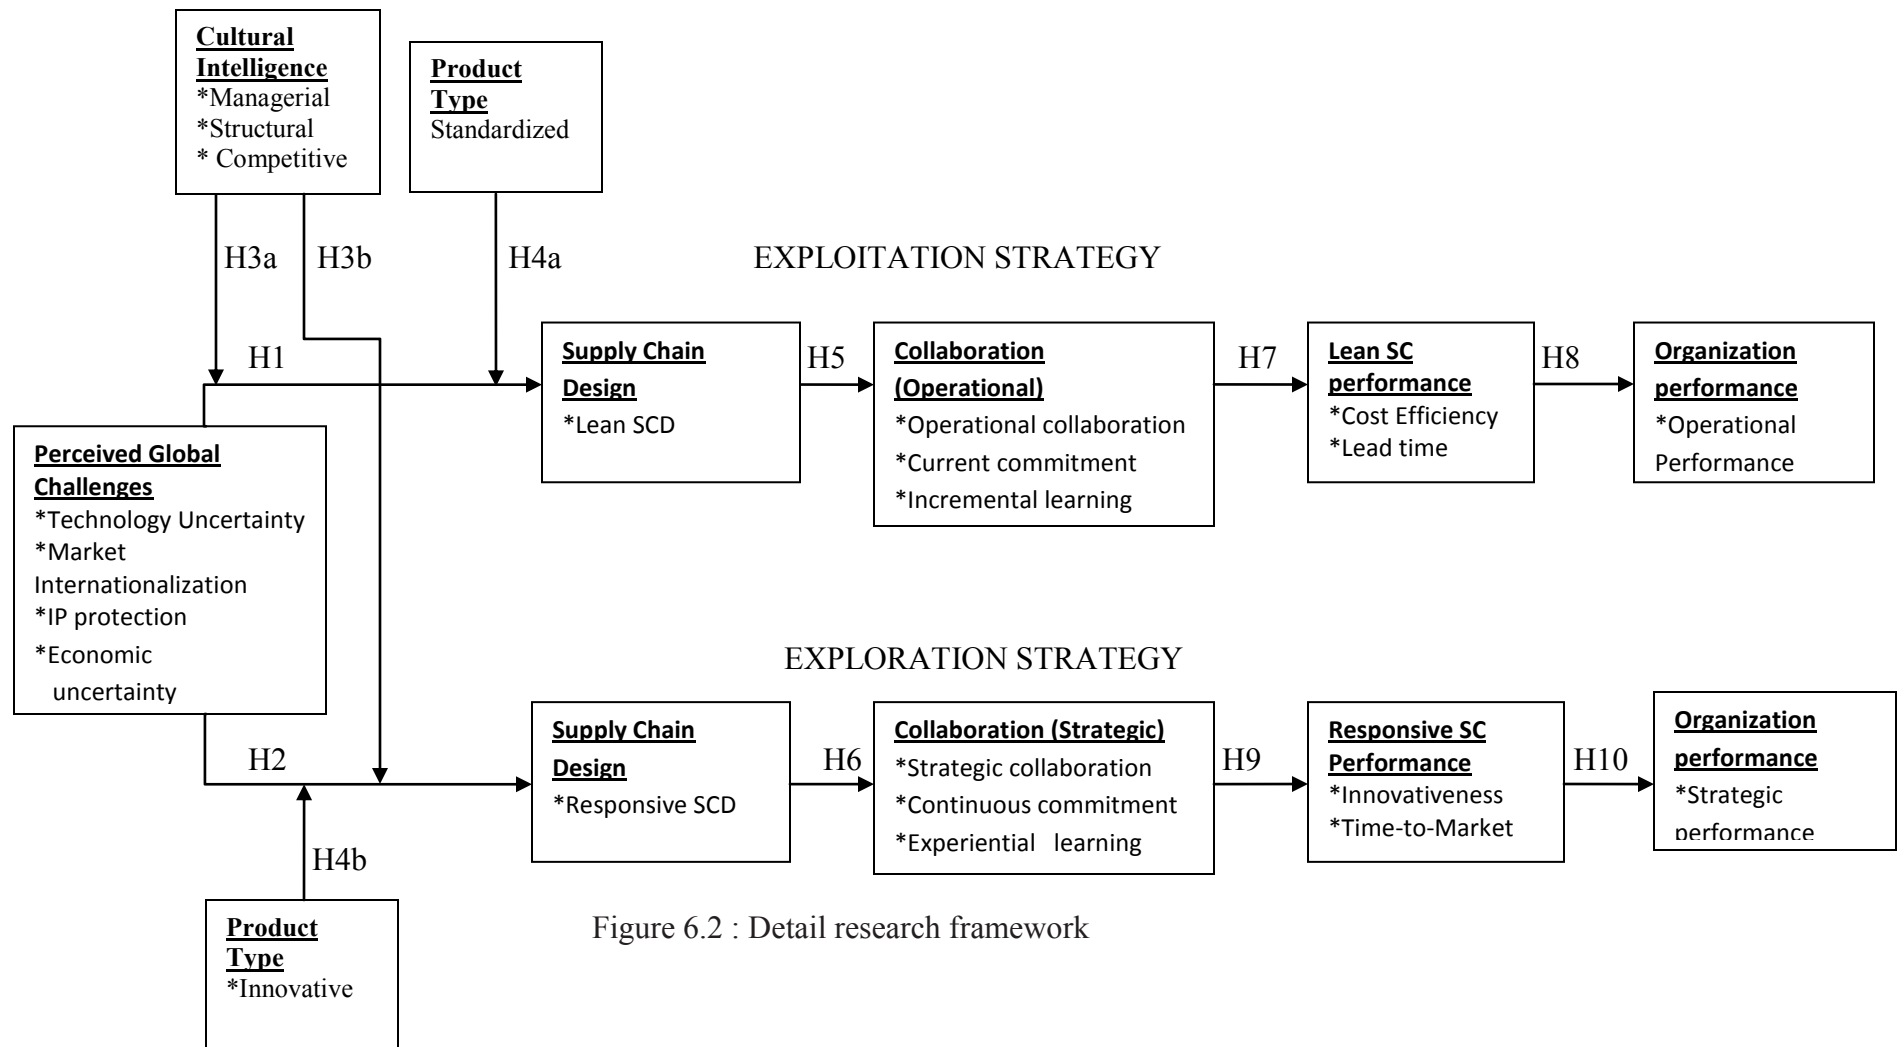 Cultural
Intelligence
*Managerial
*Structural
* Competitive
Product
Type
Standardized
H3a
H3b
H4a
EXPLOITATION STRATEGY
H1
Supply Chain
Design
*Lean SCD
H5
Collaboration
(Operational)
*Operational collaboration
*Current commitment
*Incremental learning
H7
Lean SC
performance
*Cost Efficiency
*Lead time
H8
Organization
performance
*Operational
Performance
Perceived Global
Challenges
*Technology Uncertainty
*Market
Internationalization
*IP protection
*Economic
uncertainty
EXPLORATION STRATEGY
H2
Supply Chain
Design
*Responsive SCD
H6
Collaboration (Strategic)
*Strategic collaboration
*Continuous commitment
*Experiential learning
H9
Responsive SC
Performance
*Innovativeness
*Time-to-Market
H10
Organization
performance
*Strategic
performance
H4b
Product
Type
*Innovative
Figure 6.2 : Detail research framework